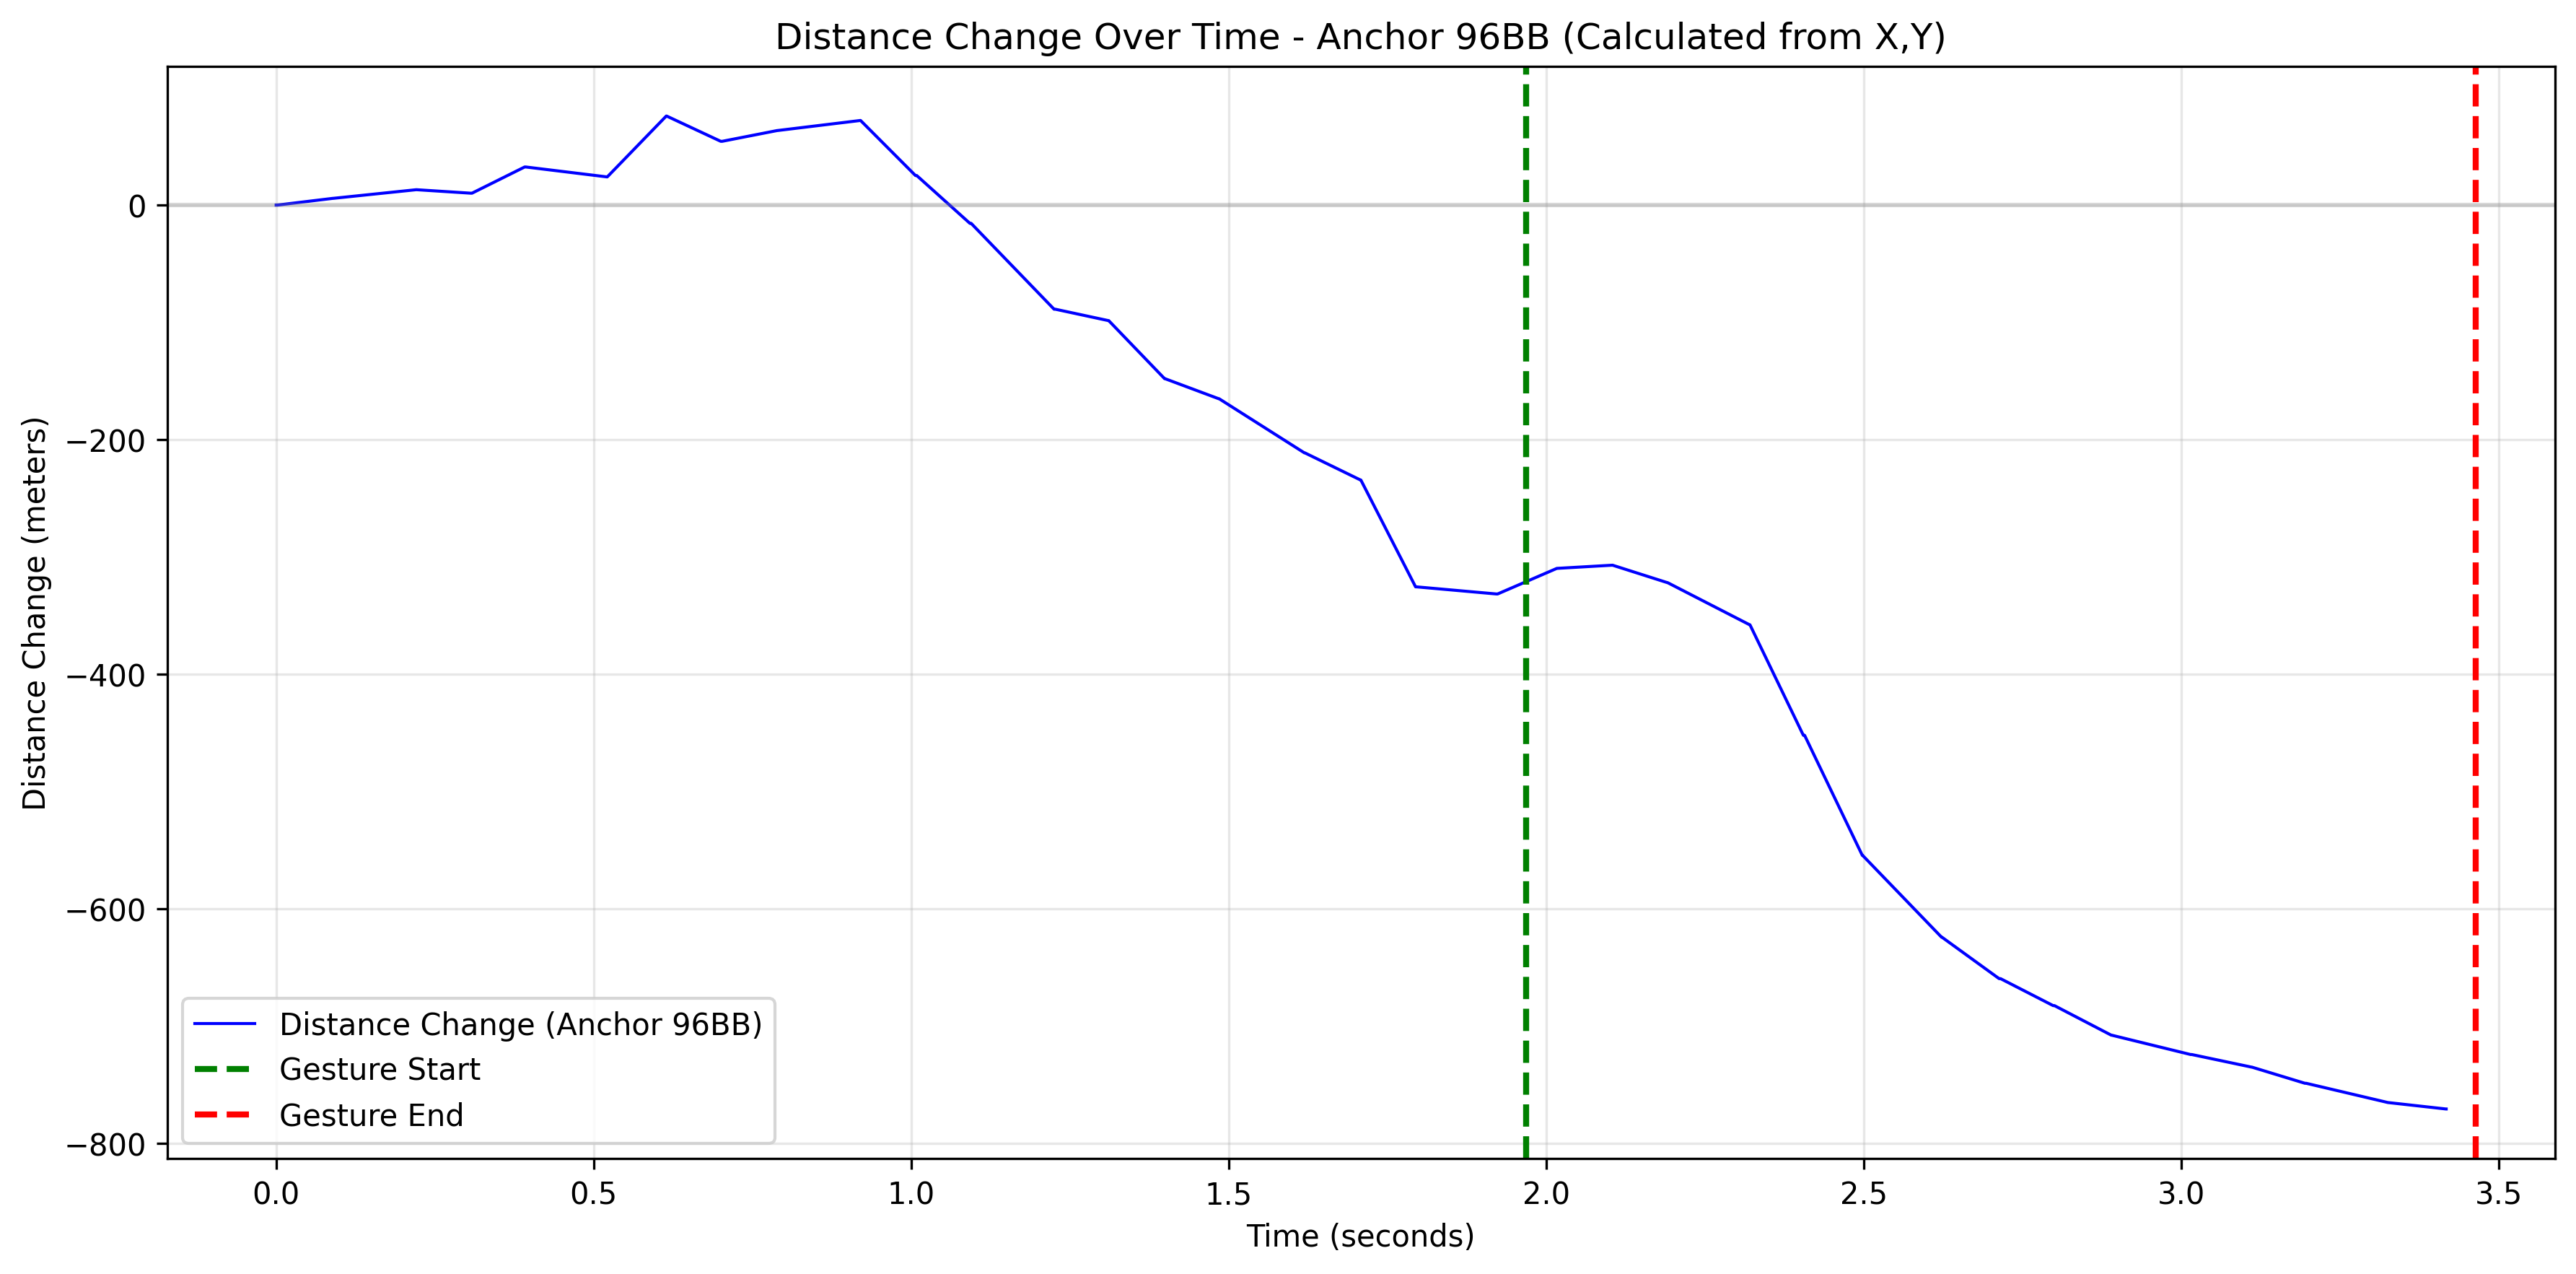 Distance Change Over Time - Anchor 96BB (Calculated from X,Y)
Distance Change (meters)
0
−200
−400
−600
−800
Distance Change (Anchor 96BB)
Gesture Start
Gesture End
0.0 0.5 1.0 1.5 2.0 2.5 3.0 3.5
Time (seconds)